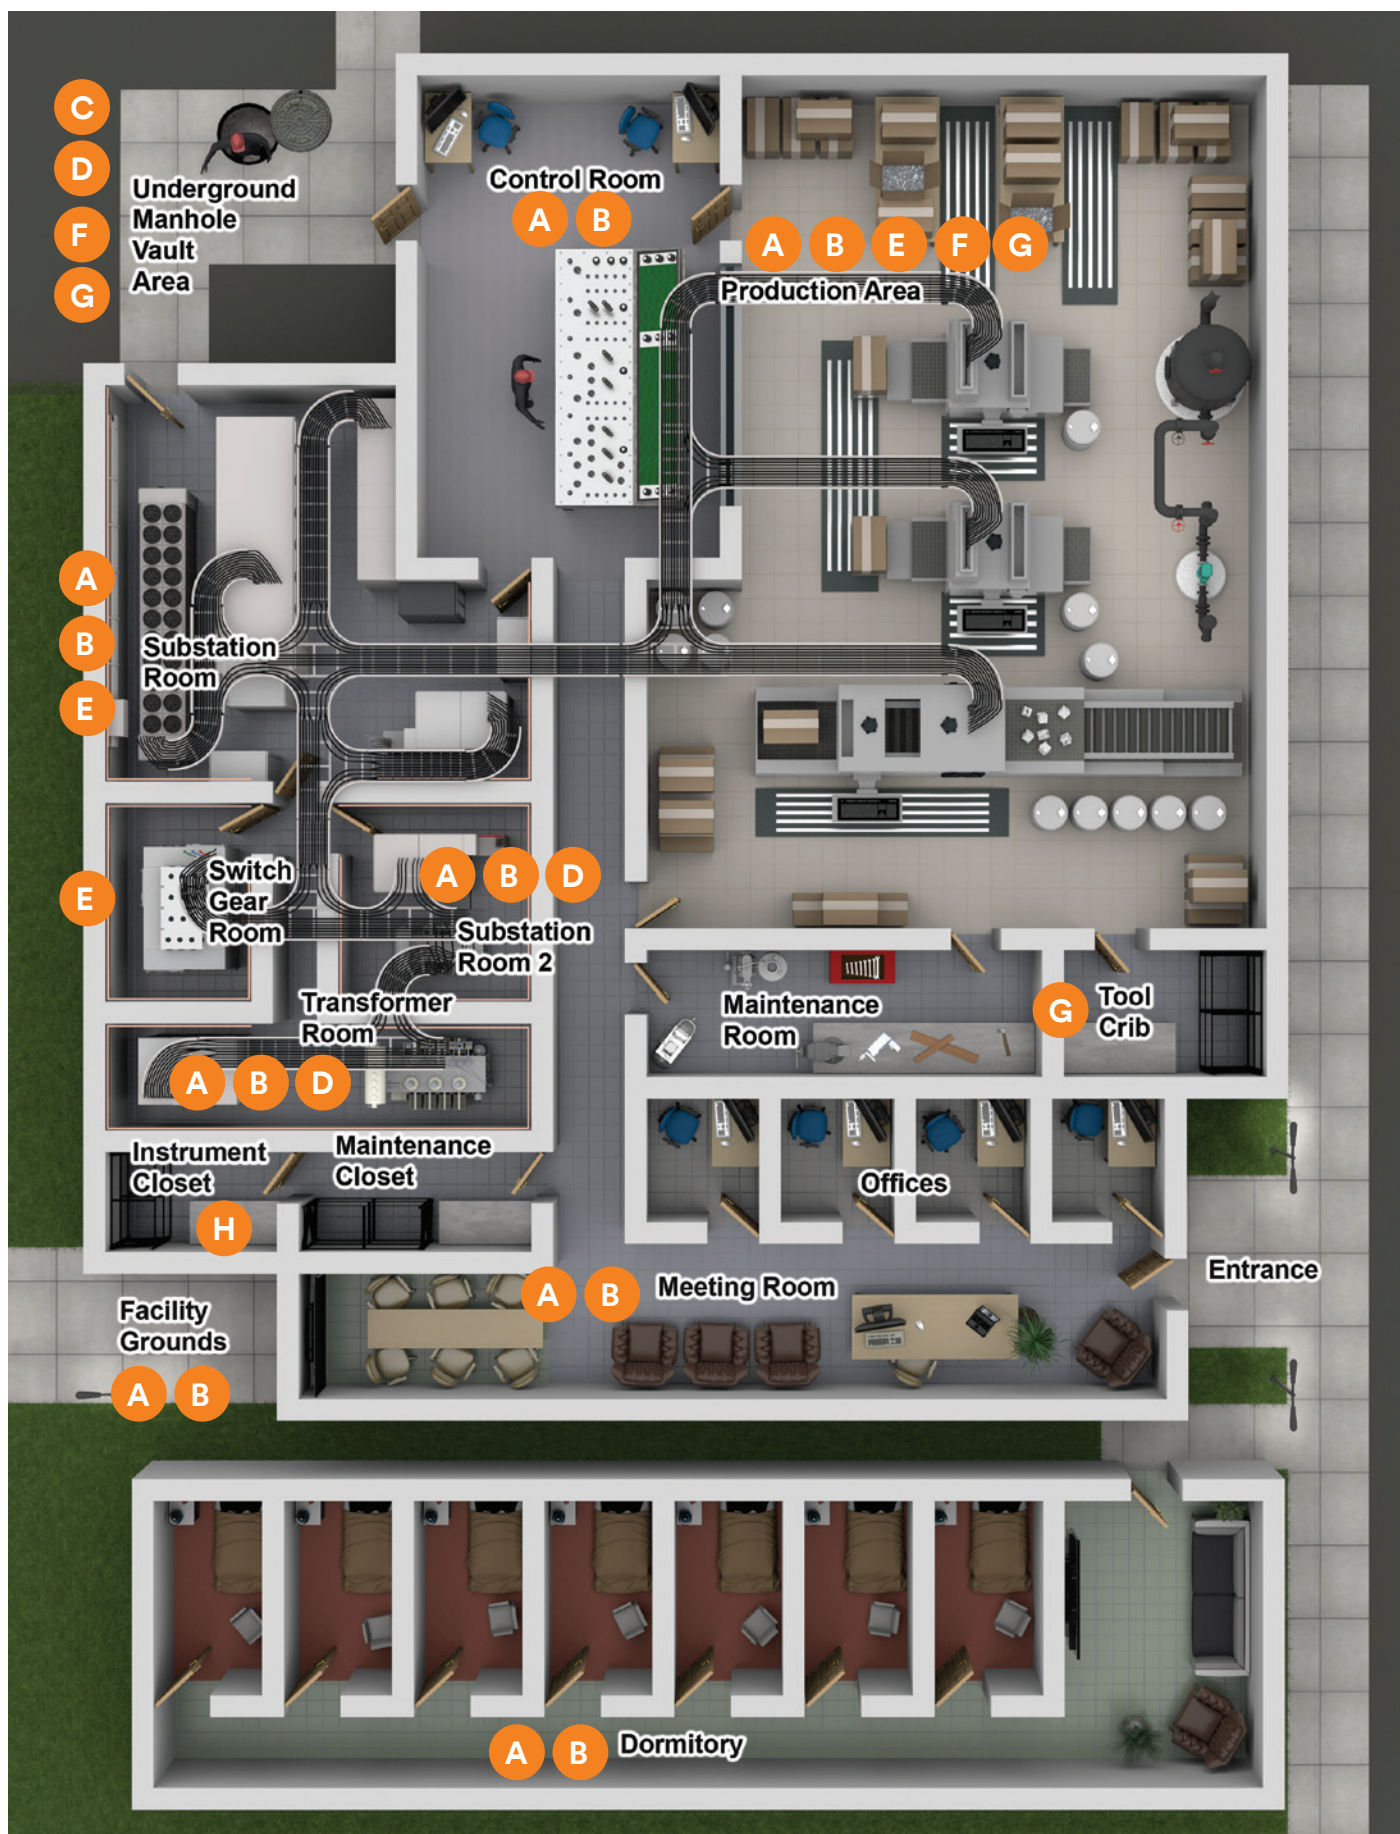 C
D
F
G
Underground
Manhole
Vault
Area
Control Room
A B
A B E F G
Production Area
A
B
E
Substation
Room
E
Switch
Gear
Room
A B D
Substation
Room 2
Transformer
Room
A B D
Maintenance
Room
G
Tool
Crib
Instrument
Closet
H
Maintenance
Closet
Offices
Entrance
A B
Meeting Room
Facility
Grounds
A B
A B
Dormitory